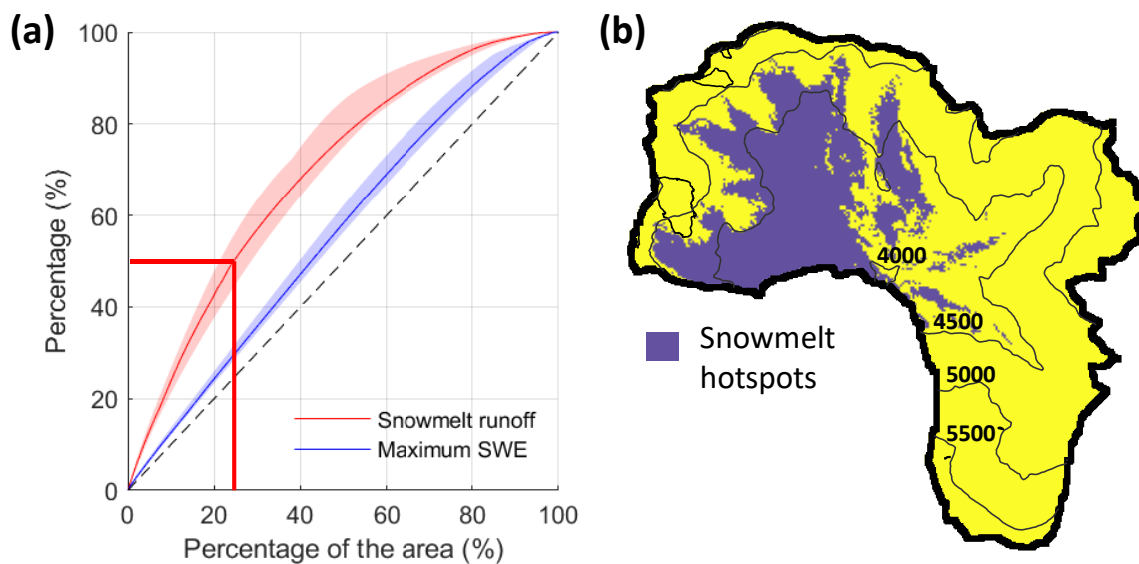 (a)
100
80
60
40
20
0
Percentage (%)
Snowmelt runoff
Maximum SWE
0 20 40 60 80 100
Percentage of the area (%)
(b)
4000
4500
5000
5500
Snowmelt
hotspots